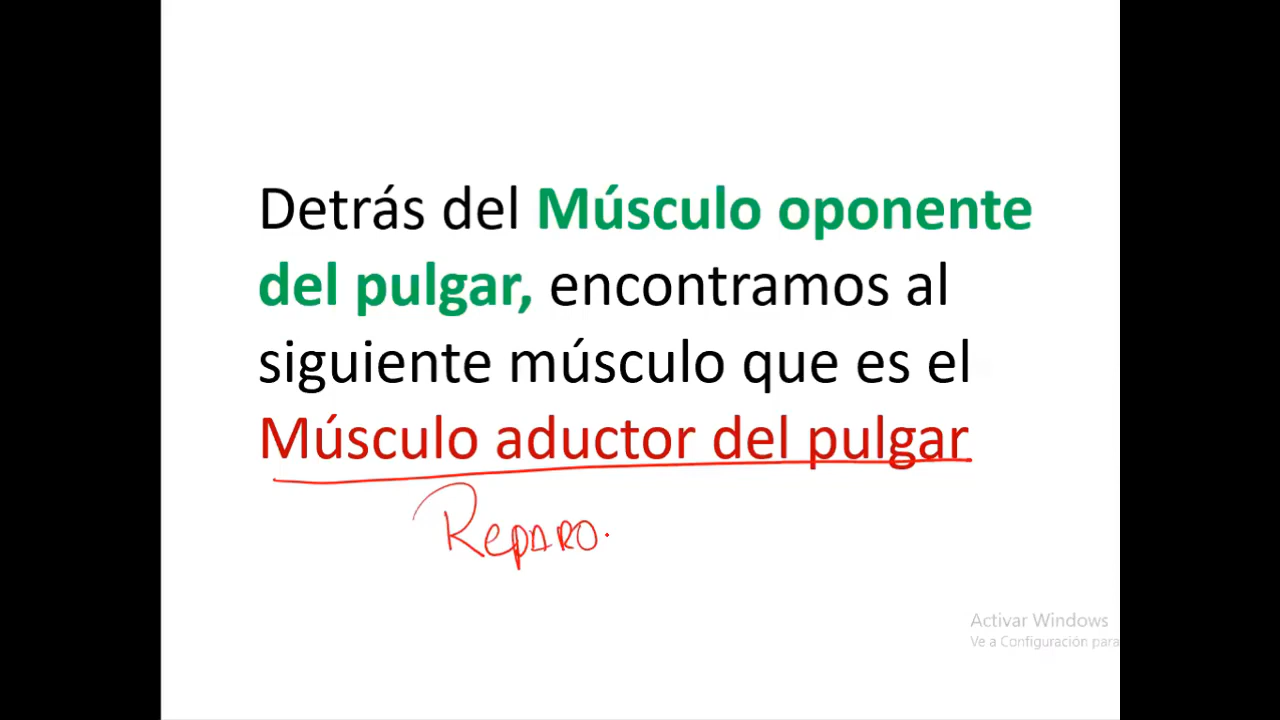 Detrás del Músculo oponente
del pulgar, encontramos al
siguiente músculo que es el
Músculo aductor del pulgar
Reparo.
Activar Windows
Ve a Configuración para